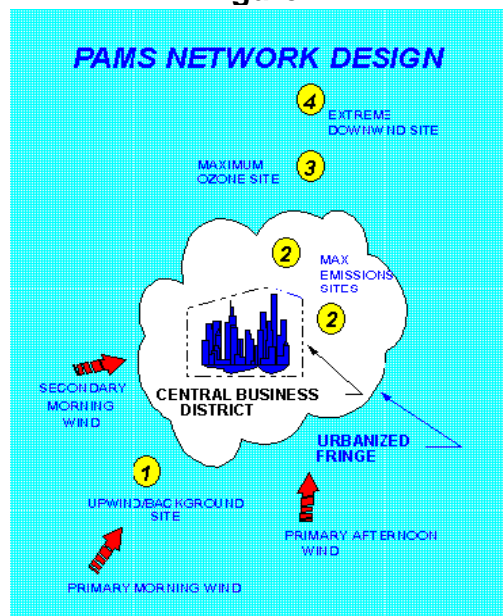 PAMS NETWORK DESIGN
4
EXTREME
DOWNWIND SITE
MAXIMUM
OZONE SITE
3
2
MAX
EMISSIONS
SITES
2
SECONDARY
MORNING
WIND
CENTRAL BUSINESS
DISTRICT
URBANIZED
FRINGE
1
UPWIND/BACKGROUND
SITE
PRIMARY AFTERNOON
WIND
PRIMARY MORNING WIND